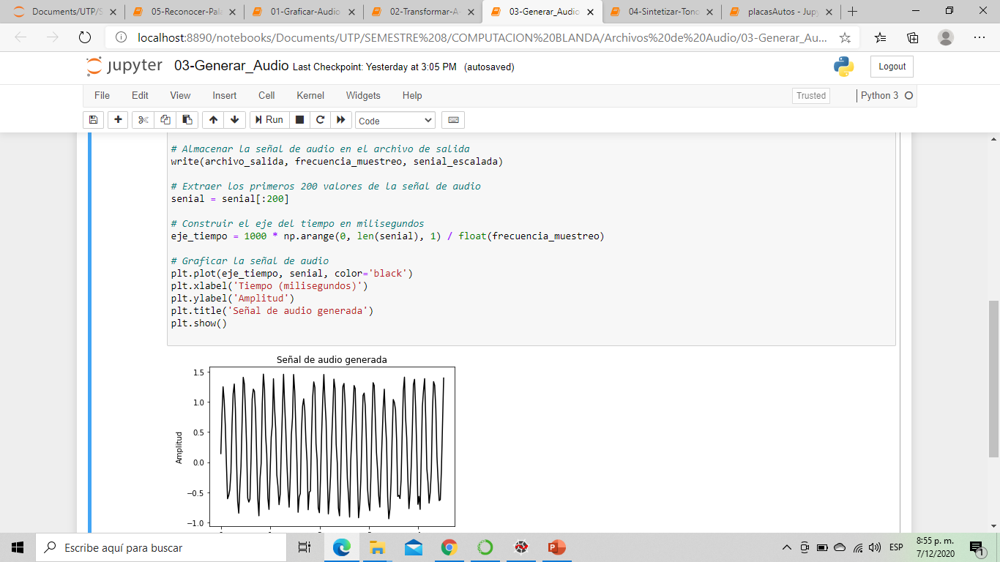 Documents/UTP/S
05-Reconocer-Pala
01-Graficar-Audio
02-Transformar-A
03-Generar_Audio
04-Sintetizar-Tono
placasAutos - Jupy
localhost:8890/notebooks/Documents/UTP/SEMESTRE%208/COMPUTACION%20BLANDA/Archivos%20de%20Audio/03-Generar_Au...
jupyter 03-Generar_Audio Last Checkpoint: Yesterday at 3:05 PM (autosaved)
Logout
File Edit View Insert Cell Kernel Widgets Help
Trusted
Python 3
Run
Code
# Almacenar la señal de audio en el archivo de salida
write(archivo_salida, frecuencia_muestreo, senial_escalada)
# Extraer los primeros 200 valores de la señal de audio
senial = senial[:200]
# Construir el eje del tiempo en milisegundos
eje_tiempo = 1000 * np.arange(0, len(senial), 1) / float(frecuencia_muestreo)
# Graficar la señal de audio
plt.plot(eje_tiempo, senial, color='black')
plt.xlabel('Tiempo (milisegundos)')
plt.ylabel('Amplitud')
plt.title('Señal de audio generada')
plt.show()
Señal de audio generada
1.5
1.0
0.5
0.0
−0.5
−1.0
Amplitud
Escribe aquí para buscar
ESP
8:55 p. m.
7/12/2020
1